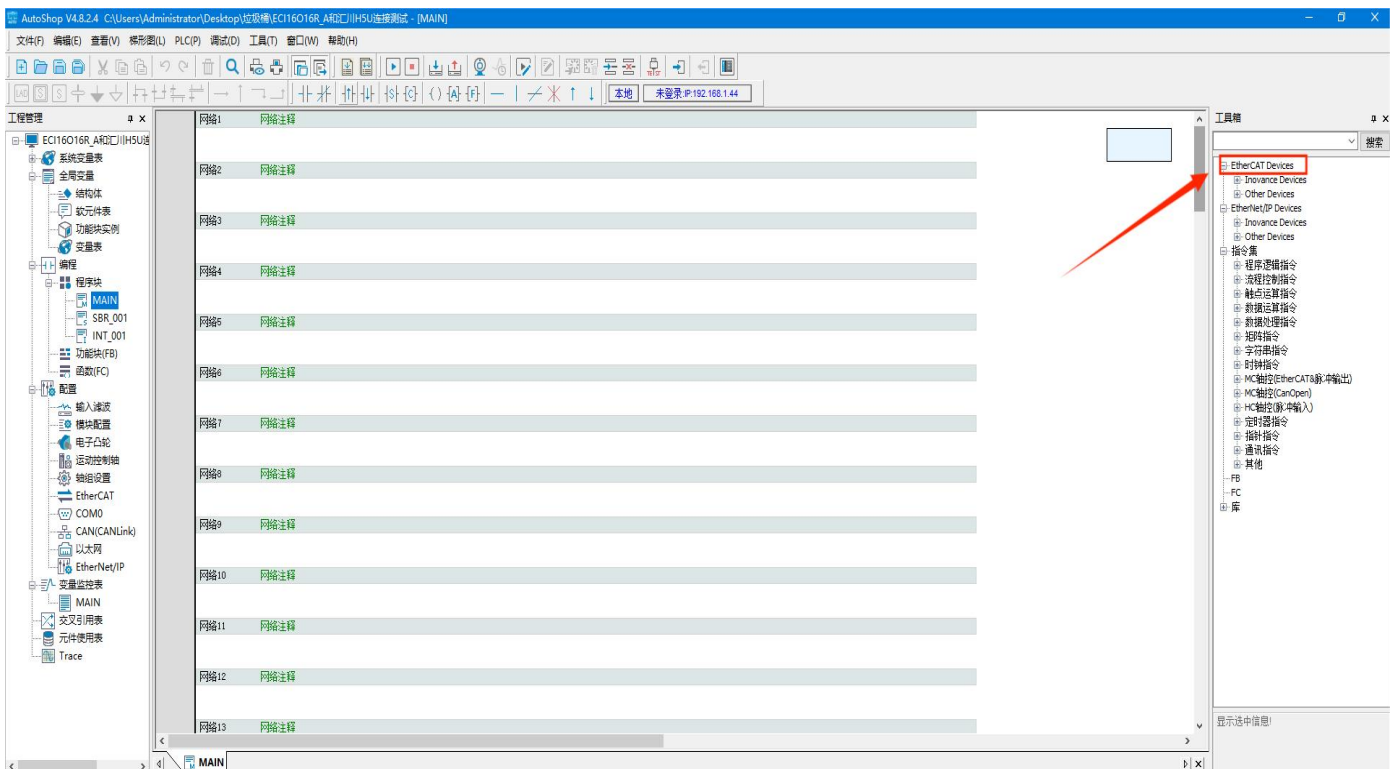 AutoShop V4.8.2.4 C:\Users\Administrator\Desktop\垃圾桶\ECI16O16R_A和汇川H5U连接测试 - [MAIN]
文件(F) 编辑(E) 查看(V) 梯形图(L) PLC(P) 调试(D) 工具(T) 窗口(W) 帮助(H)
本地 未登录:IP:192.168.1.44
工程管理
ECI16O16R_A和汇川H5U连
系统变量表
全局变量
结构体
软元件表
功能块实例
变量表
编程
程序块
MAIN
SBR_001
INT_001
功能块(FB)
函数(FC)
配置
输入滤波
模块配置
电子凸轮
运动控制轴
轴组设置
EtherCAT
COM0
CAN(CANLink)
以太网
EtherNet/IP
变量监控表
MAIN
交叉引用表
元件使用表
Trace
网络1 网络注释
网络2 网络注释
网络3 网络注释
网络4 网络注释
网络5 网络注释
网络6 网络注释
网络7 网络注释
网络8 网络注释
网络9 网络注释
网络10 网络注释
网络11 网络注释
网络12 网络注释
网络13 网络注释
MAIN
工具箱
搜索
EtherCAT Devices
Inovance Devices
Other Devices
EtherNet/IP Devices
Inovance Devices
Other Devices
指令集
程序逻辑指令
流程控制指令
触点运算指令
数据运算指令
数据处理指令
矩阵指令
字符串指令
时钟指令
MC轴控(EtherCAT&脉冲输出)
MC轴控(CanOpen)
HC轴控(脉冲输入)
定时器指令
指针指令
通讯指令
其他
FB
FC
库
显示选中信息!